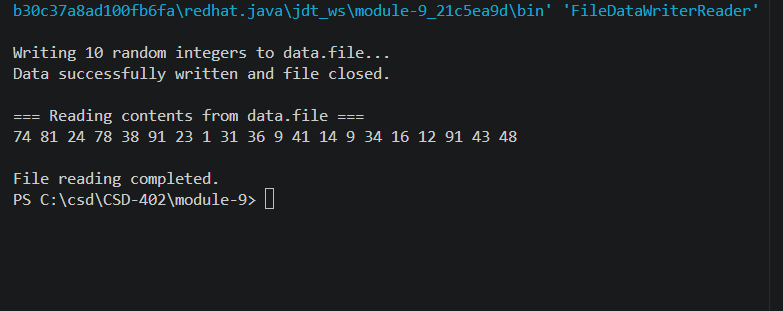 b30c37a8ad100fb6fa\redhat.java\jdt_ws\module-9_21c5ea9d\bin' 'FileDataWriterReader'
Writing 10 random integers to data.file...
Data successfully written and file closed.
=== Reading contents from data.file ===
74 81 24 78 38 91 23 1 31 36 9 41 14 9 34 16 12 91 43 48
File reading completed.
PS C:\csd\CSD-402\module-9>